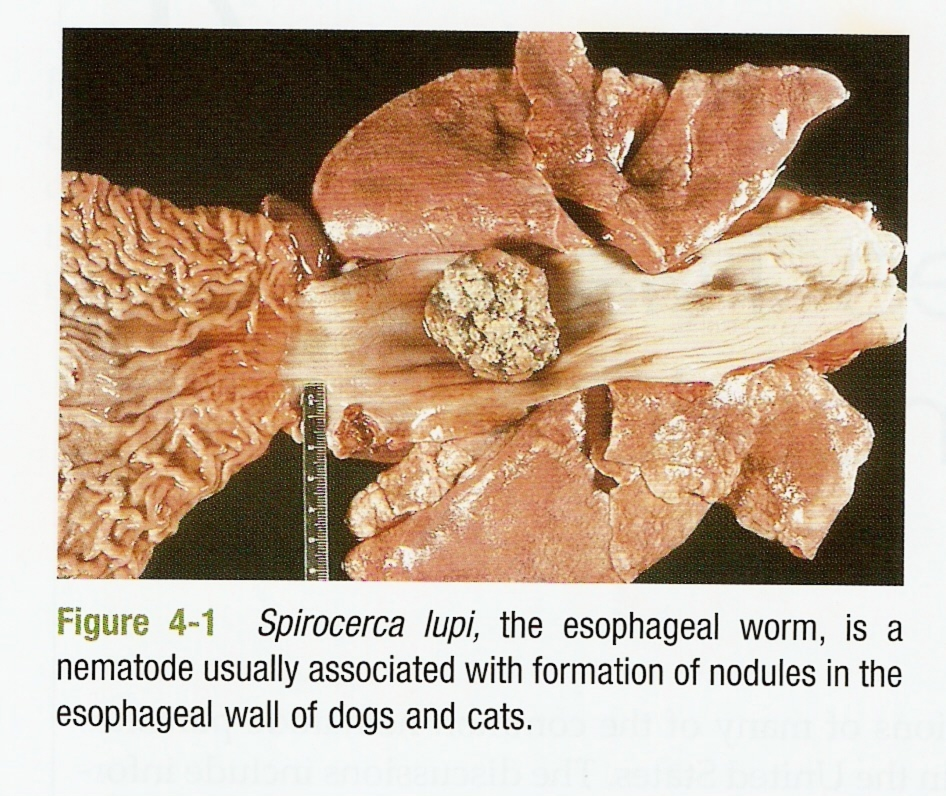 Figure 4-1 Spirocerca lupi, the esophageal worm, is a
nematode usually associated with formation of nodules in the
esophageal wall of dogs and cats.